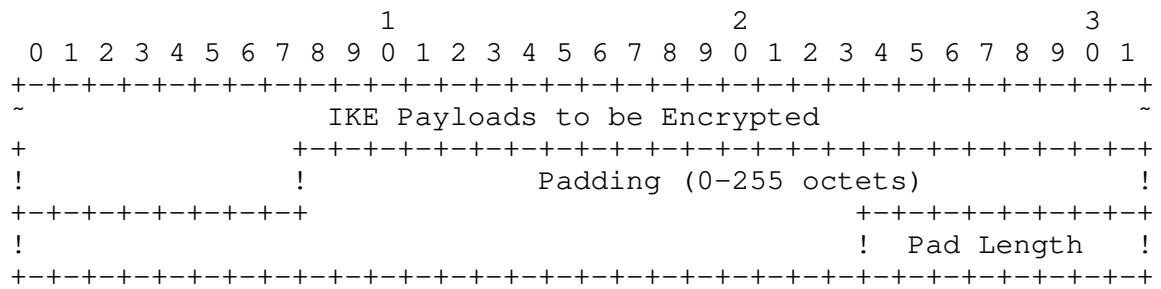 1                   2                   3
 0 1 2 3 4 5 6 7 8 9 0 1 2 3 4 5 6 7 8 9 0 1 2 3 4 5 6 7 8 9 0 1
+-+-+-+-+-+-+-+-+-+-+-+-+-+-+-+-+-+-+-+-+-+-+-+-+-+-+-+-+-+-+-+-+
~                 IKE Payloads to be Encrypted                  ~
+               +-+-+-+-+-+-+-+-+-+-+-+-+-+-+-+-+-+-+-+-+-+-+-+-+
!               !             Padding (0-255 octets)            !
+-+-+-+-+-+-+-+-+                               +-+-+-+-+-+-+-+-+
!                                               !  Pad Length   !
+-+-+-+-+-+-+-+-+-+-+-+-+-+-+-+-+-+-+-+-+-+-+-+-+-+-+-+-+-+-+-+-+